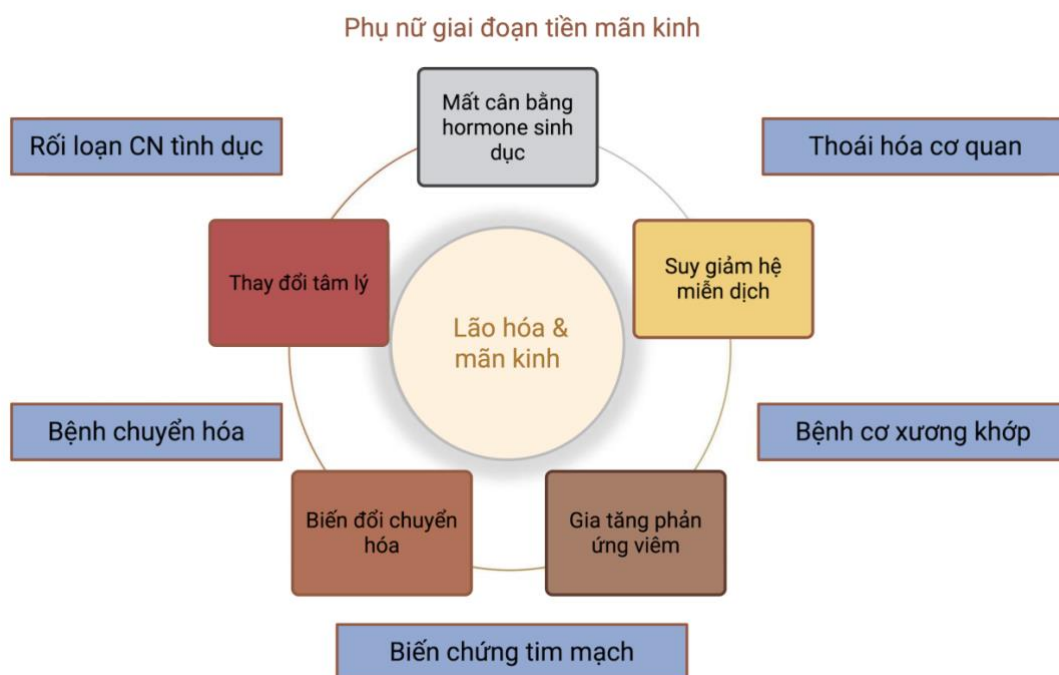 Phụ nữ giai đoạn tiền mãn kinh
Mất cân bằng
hormone sinh
dục
Rối loạn CN tình dục
Thoái hóa cơ quan
Thay đổi tâm lý
Suy giảm hệ
miễn dịch
Lão hóa &
mãn kinh
Bệnh chuyển hóa
Bệnh cơ xương khớp
Biến đổi chuyển
hóa
Gia tăng phản
ứng viêm
Biến chứng tim mạch